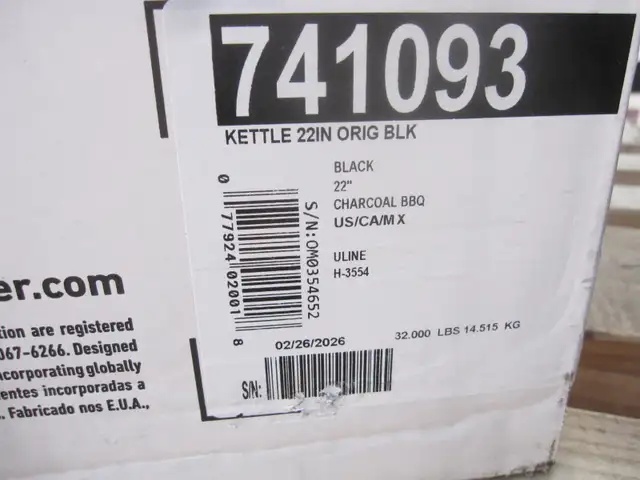 741093
KETTLE 22IN ORIG BLK
BLACK
22"
CHARCOAL BBQ
US/CA/MX
ULINE
H-3554
0 77924 02001 8
S/N:OM0354652
02/26/2026
32.000 LBS 14.515 KG
S/N:
er.com
tion are registered
067-6266. Designed
ncorporating globally
entes incorporadas a
. Fabricado nos E.U.A.,